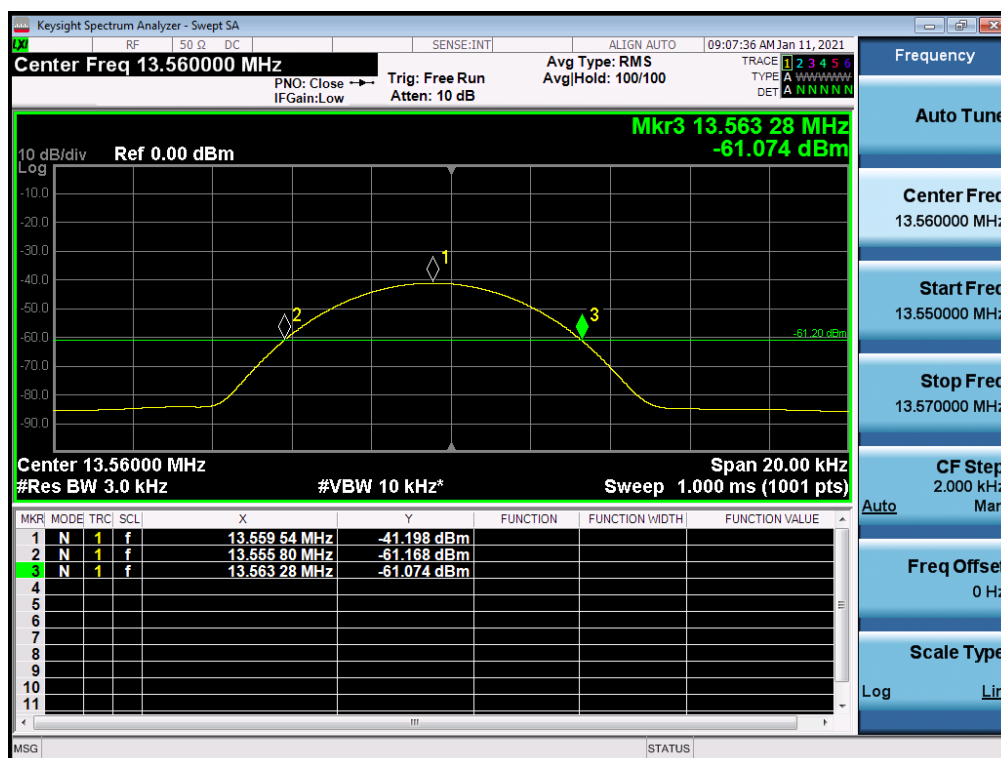 Keysight Spectrum Analyzer - Swept SA
LXI RF 50 Ω DC SENSE:INT ALIGN AUTO 09:07:36 AM Jan 11, 2021
Center Freq 13.560000 MHz
PNO: Close
IFGain:Low
Trig: Free Run
Atten: 10 dB
Avg Type: RMS
Avg|Hold: 100/100
TRACE 1 2 3 4 5 6
TYPE A WWWWW
DET A N N N N N
Mkr3 13.563 28 MHz
-61.074 dBm
10 dB/div Ref 0.00 dBm
Log
-10.0
-20.0
-30.0
-40.0
-50.0
-60.0
-70.0
-80.0
-90.0
1
2
3
-61.20 dBm
Center 13.56000 MHz Span 20.00 kHz
#Res BW 3.0 kHz #VBW 10 kHz* Sweep 1.000 ms (1001 pts)
MKR MODE TRC SCL X Y FUNCTION FUNCTION WIDTH FUNCTION VALUE
1 N 1 f 13.559 54 MHz -41.198 dBm
2 N 1 f 13.555 80 MHz -61.168 dBm
3 N 1 f 13.563 28 MHz -61.074 dBm
4
5
6
7
8
9
10
11
MSG STATUS
Frequency
Auto Tune
Center Freq
13.560000 MHz
Start Freq
13.550000 MHz
Stop Freq
13.570000 MHz
CF Step
2.000 kHz
Auto Man
Freq Offset
0 Hz
Scale Type
Log Lin